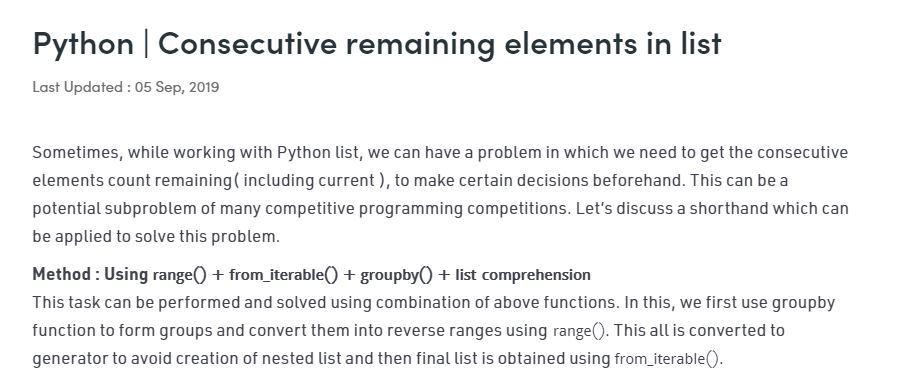 Python | Consecutive remaining elements in list
Last Updated : 05 Sep, 2019
Sometimes, while working with Python list, we can have a problem in which we need to get the consecutive
elements count remaining( including current ), to make certain decisions beforehand. This can be a
potential subproblem of many competitive programming competitions. Let’s discuss a shorthand which can
be applied to solve this problem.
Method : Using range() + from_iterable() + groupby() + list comprehension
This task can be performed and solved using combination of above functions. In this, we first use groupby
function to form groups and convert them into reverse ranges using range(). This all is converted to
generator to avoid creation of nested list and then final list is obtained using from_iterable().